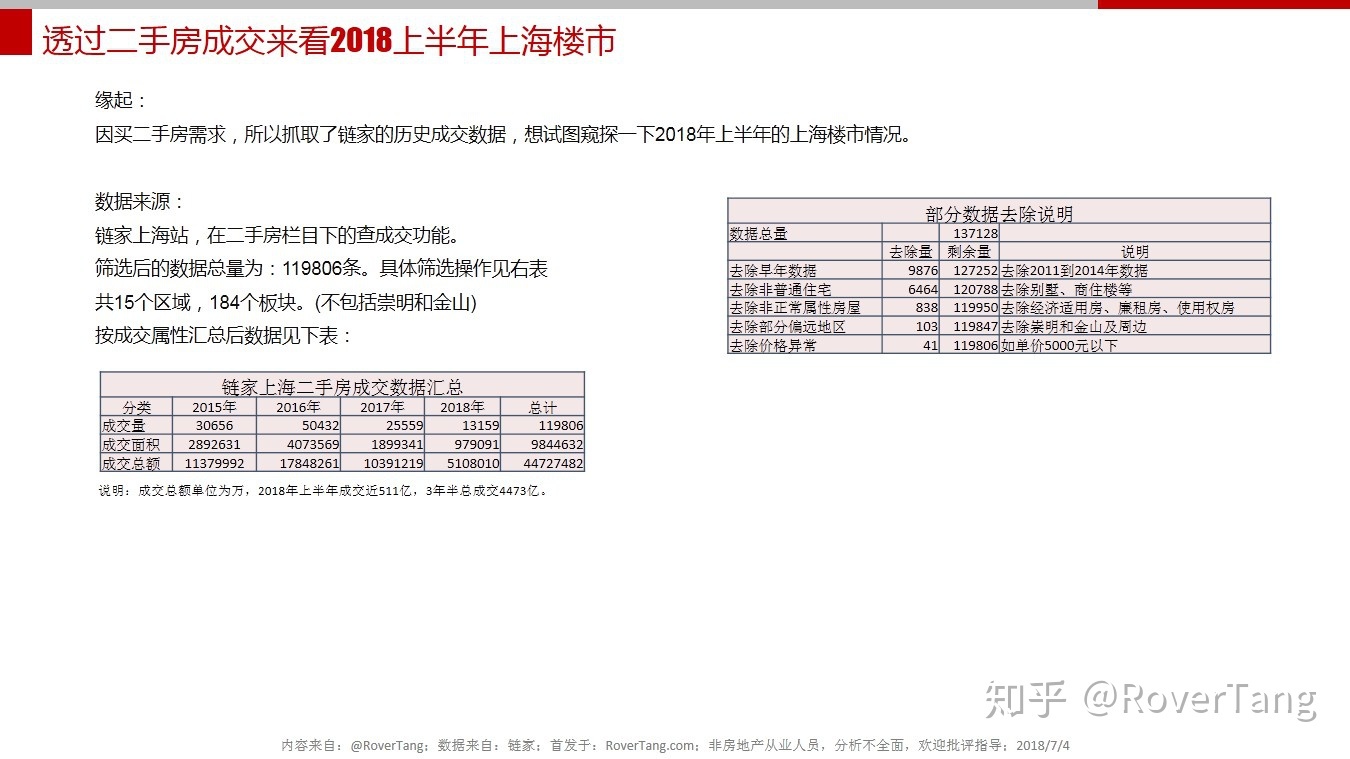 透过二手房成交来看2018上半年上海楼市
缘起：
因买二手房需求，所以抓取了链家的历史成交数据，想试图窥探一下2018年上半年的上海楼市情况。
数据来源：
链家上海站，在二手房栏目下的查成交功能。
筛选后的数据总量为：119806条。具体筛选操作见右表
共15个区域，184个板块。(不包括崇明和金山)
按成交属性汇总后数据见下表：
部分数据去除说明
数据总量 137128
去除量 剩余量 说明
去除早年数据 9876 127252 去除2011到2014年数据
去除非普通住宅 6464 120788 去除别墅、商住楼等
去除非正常属性房屋 838 119950 去除经济适用房、廉租房、使用权房
去除部分偏远地区 103 119847 去除崇明和金山及周边
去除价格异常 41 119806 如单价5000元以下
链家上海二手房成交数据汇总
分类 2015年 2016年 2017年 2018年 总计
成交量 30656 50432 25559 13159 119806
成交面积 2892631 4073569 1899341 979091 9844632
成交总额 11379992 17848261 10391219 5108010 44727482
说明：成交总额单位为万，2018年上半年成交近511亿，3年半总成交4473亿。
知乎 @RoverTang
内容来自：@RoverTang；数据来自：链家；首发于：RoverTang.com；非房地产从业人员，分析不全面，欢迎批评指导；2018/7/4